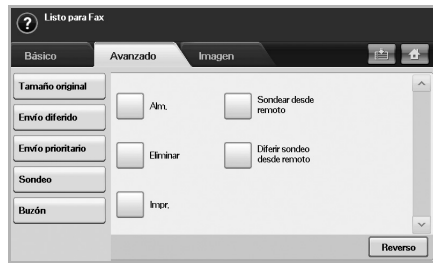 Listo para Fax
Básico
Avanzado
Imagen
Tamaño original
Envío diferido
Envío prioritario
Sondeo
Buzón
Alm.
Sondear desde
remoto
Eliminar
Diferir sondeo
desde remoto
Impr.
Reverso